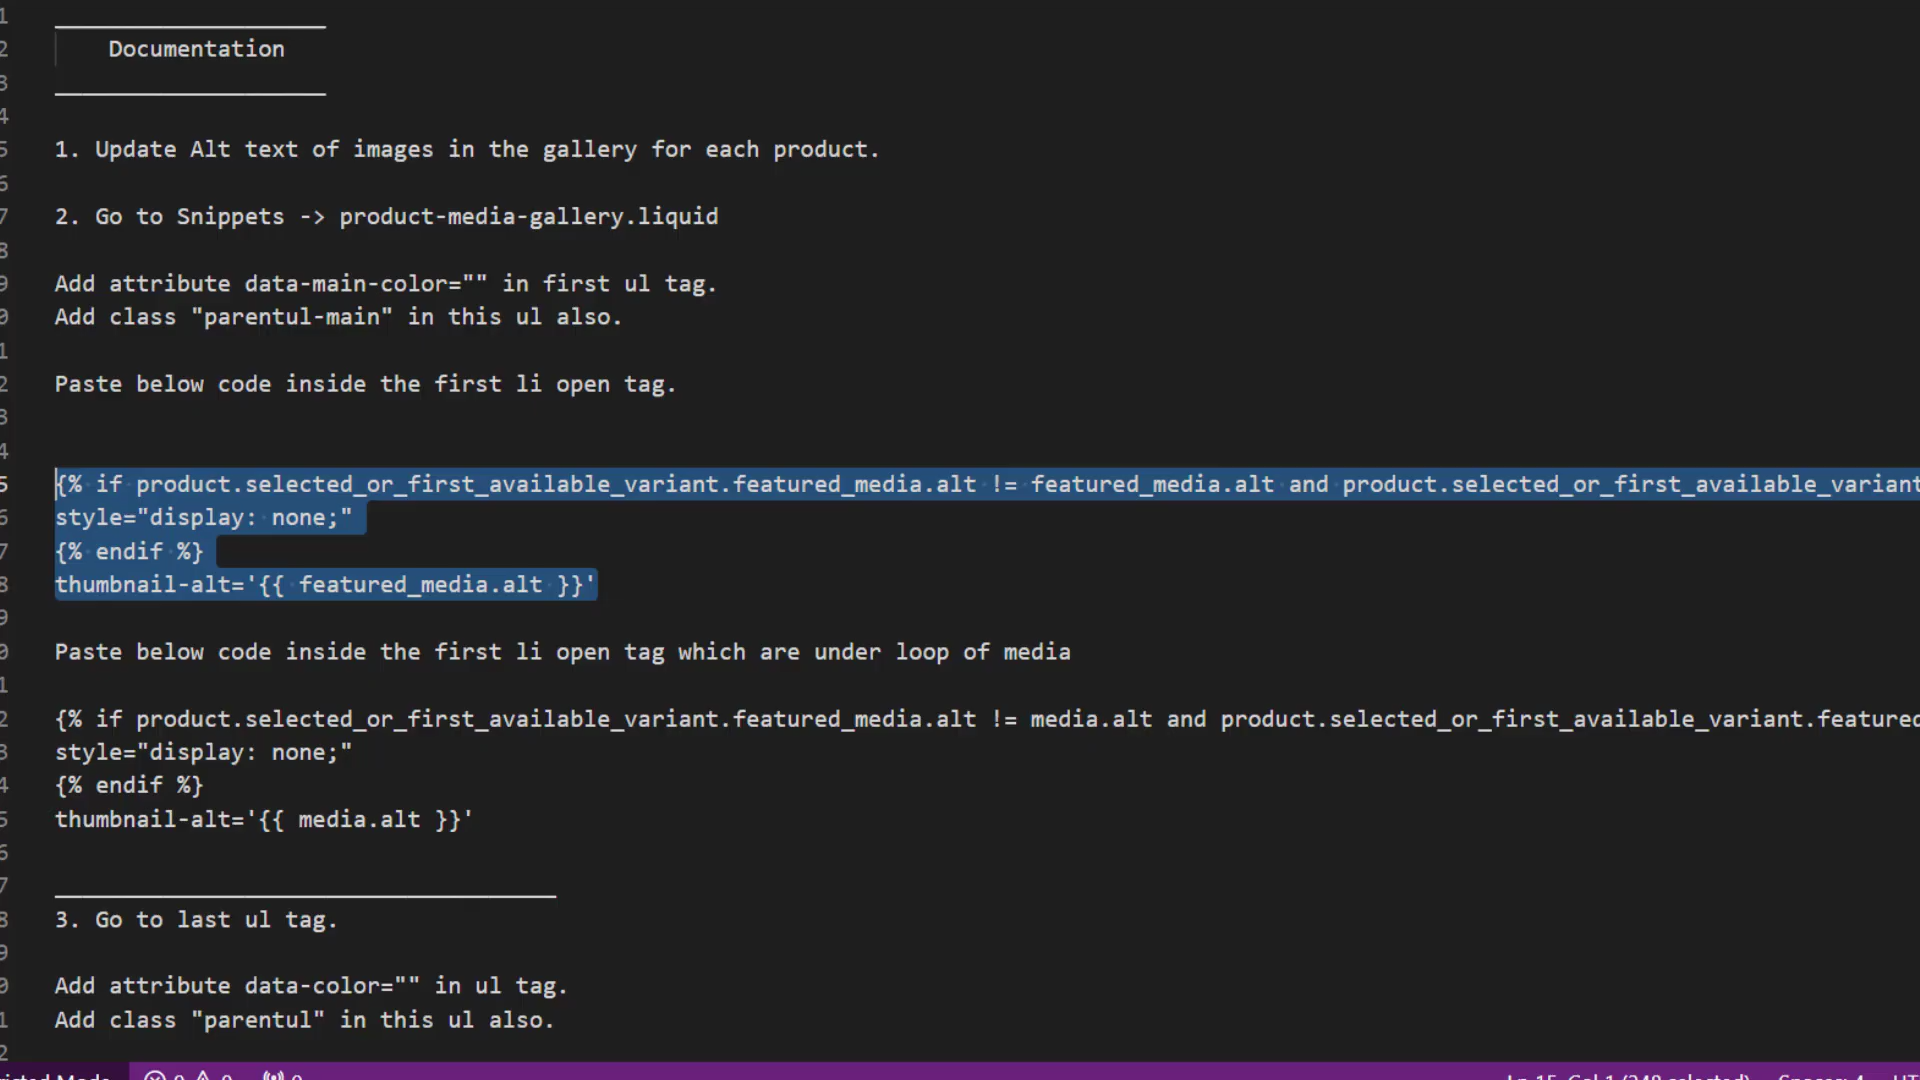 Documentation
1. Update Alt text of images in the gallery for each product.
2. Go to Snippets -> product-media-gallery.liquid
Add attribute data-main-color="" in first ul tag.
Add class "parentul-main" in this ul also.
Paste below code inside the first li open tag.
{% if product.selected_or_first_available_variant.featured_media.alt != featured_media.alt and product.selected_or_first_available_variant
style="display: none;"
{% endif %}
thumbnail-alt='{{ featured_media.alt }}'
Paste below code inside the first li open tag which are under loop of media
{% if product.selected_or_first_available_variant.featured_media.alt != media.alt and product.selected_or_first_available_variant.featured
style="display: none;"
{% endif %}
thumbnail-alt='{{ media.alt }}'
3. Go to last ul tag.
Add attribute data-color="" in ul tag.
Add class "parentul" in this ul also.